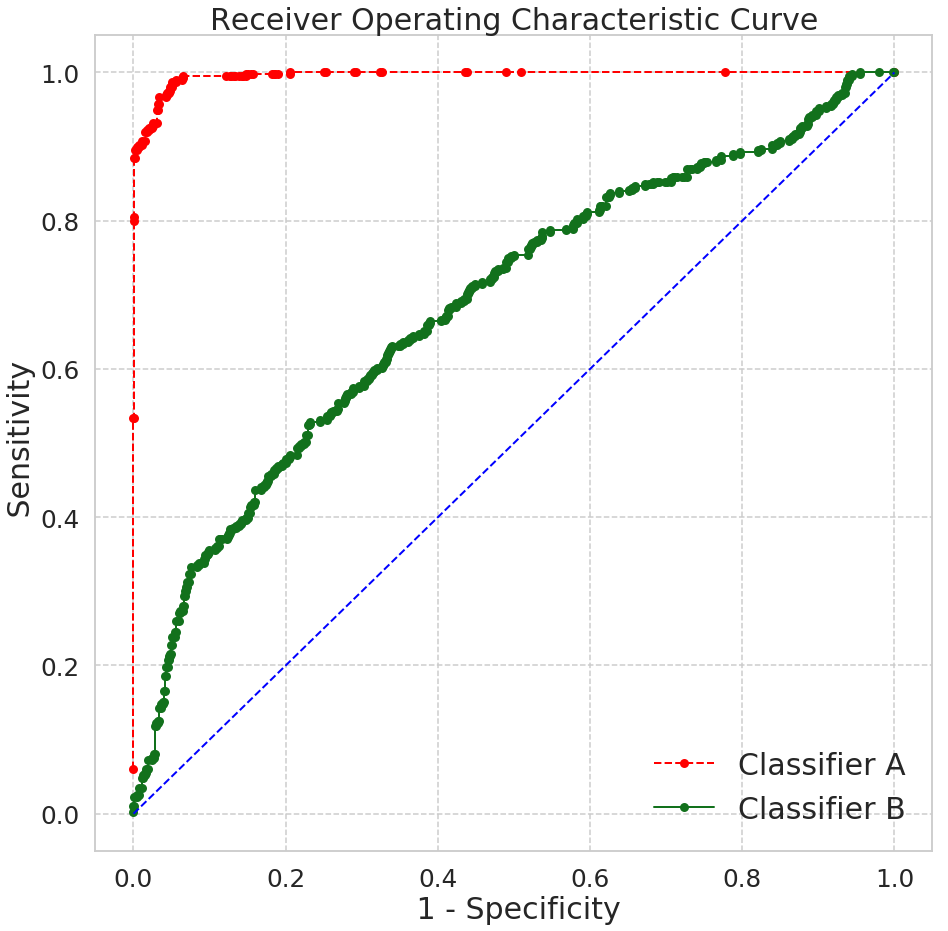 Receiver Operating Characteristic Curve
1.0
0.8
0.6
0.4
0.2
0.0
Sensitivity
Classifier A
Classifier B
0.0 0.2 0.4 0.6 0.8 1.0
1 - Specificity